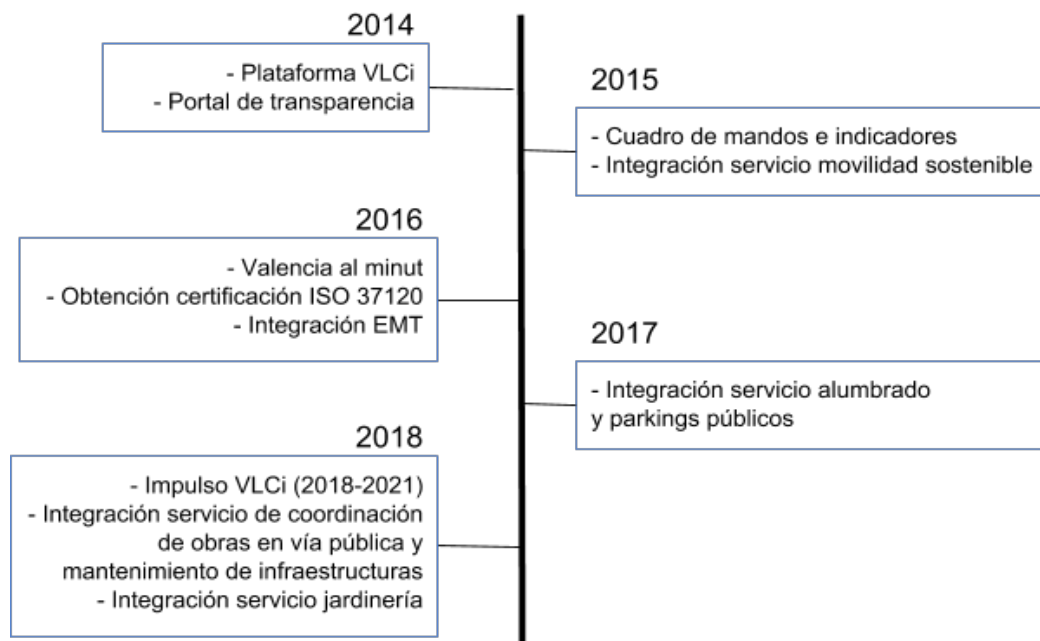 2014
- Plataforma VLCi
- Portal de transparencia
2015
- Cuadro de mandos e indicadores
- Integración servicio movilidad sostenible
2016
- Valencia al minut
- Obtención certificación ISO 37120
- Integración EMT
2017
- Integración servicio alumbrado
y parkings públicos
2018
- Impulso VLCi (2018-2021)
- Integración servicio de coordinación
de obras en vía pública y
mantenimiento de infraestructuras
- Integración servicio jardinería